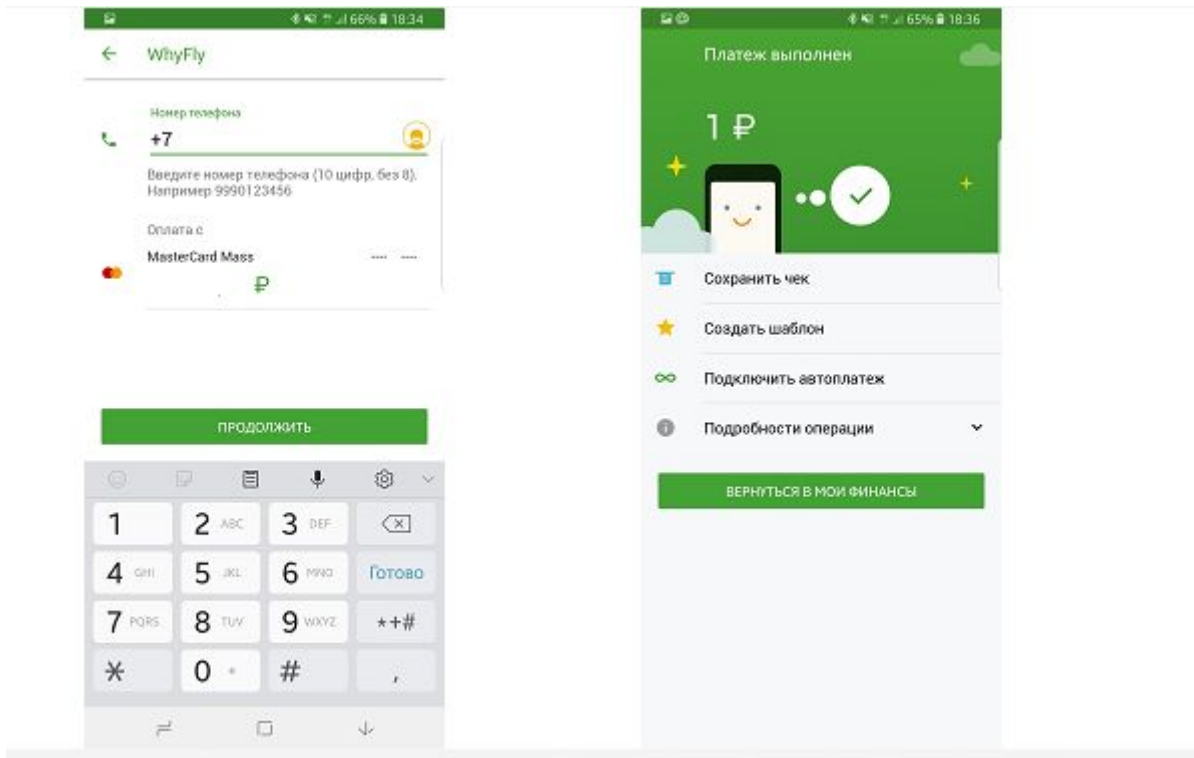 66% 18:34
WhyFly
Номер телефона
+7
Введите номер телефона (10 цифр, без 8).
Например 9990123456
Оплата с
MasterCard Mass
₽
ПРОДОЛЖИТЬ
1 2 ABC 3 DEF
4 GHI 5 JKL 6 MNO Готово
7 PQRS 8 TUV 9 WXYZ *+#
* 0 + # ,
65% 18:36
Платеж выполнен
1 ₽
Сохранить чек
Создать шаблон
Подключить автоплатеж
Подробности операции
ВЕРНУТЬСЯ В МОИ ФИНАНСЫ